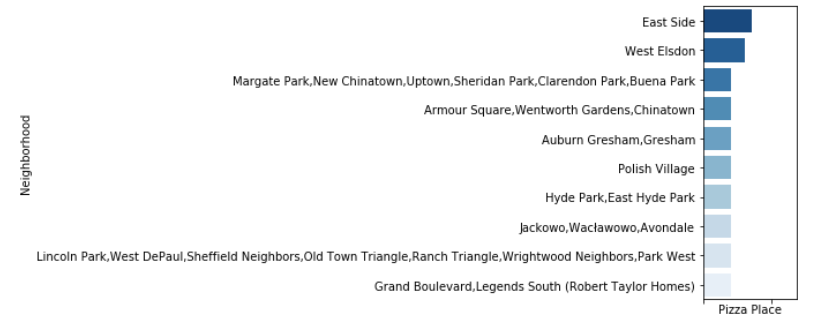 East Side
West Elsdon
Margate Park,New Chinatown,Uptown,Sheridan Park,Clarendon Park,Buena Park
Armour Square,Wentworth Gardens,Chinatown
Auburn Gresham,Gresham
Polish Village
Hyde Park,East Hyde Park
Jackowo,Wacławowo,Avondale
Lincoln Park,West DePaul,Sheffield Neighbors,Old Town Triangle,Ranch Triangle,Wrightwood Neighbors,Park West
Grand Boulevard,Legends South (Robert Taylor Homes)
Neighborhood
Pizza Place